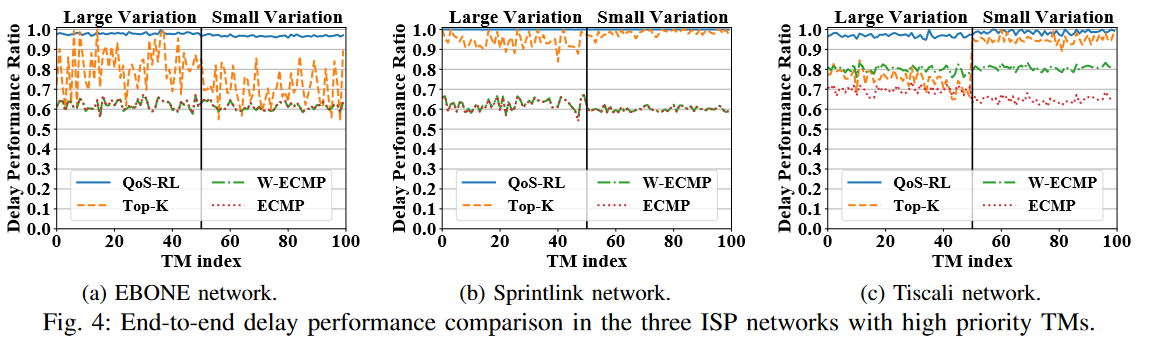 Large Variation Small Variation
Delay Performance Ratio
1.0
0.9
0.8
0.7
0.6
0.5
0.4
0.3
0.2
0.1
0.0
QoS-RL W-ECMP
Top-K ECMP
0 20 40 60 80 100
TM index
(a) EBONE network.
Large Variation Small Variation
Delay Performance Ratio
1.0
0.9
0.8
0.7
0.6
0.5
0.4
0.3
0.2
0.1
0.0
QoS-RL W-ECMP
Top-K ECMP
0 20 40 60 80 100
TM index
(b) Sprintlink network.
Large Variation Small Variation
Delay Performance Ratio
1.0
0.9
0.8
0.7
0.6
0.5
0.4
0.3
0.2
0.1
0.0
QoS-RL W-ECMP
Top-K ECMP
0 20 40 60 80 100
TM index
(c) Tiscali network.
Fig. 4: End-to-end delay performance comparison in the three ISP networks with high priority TMs.